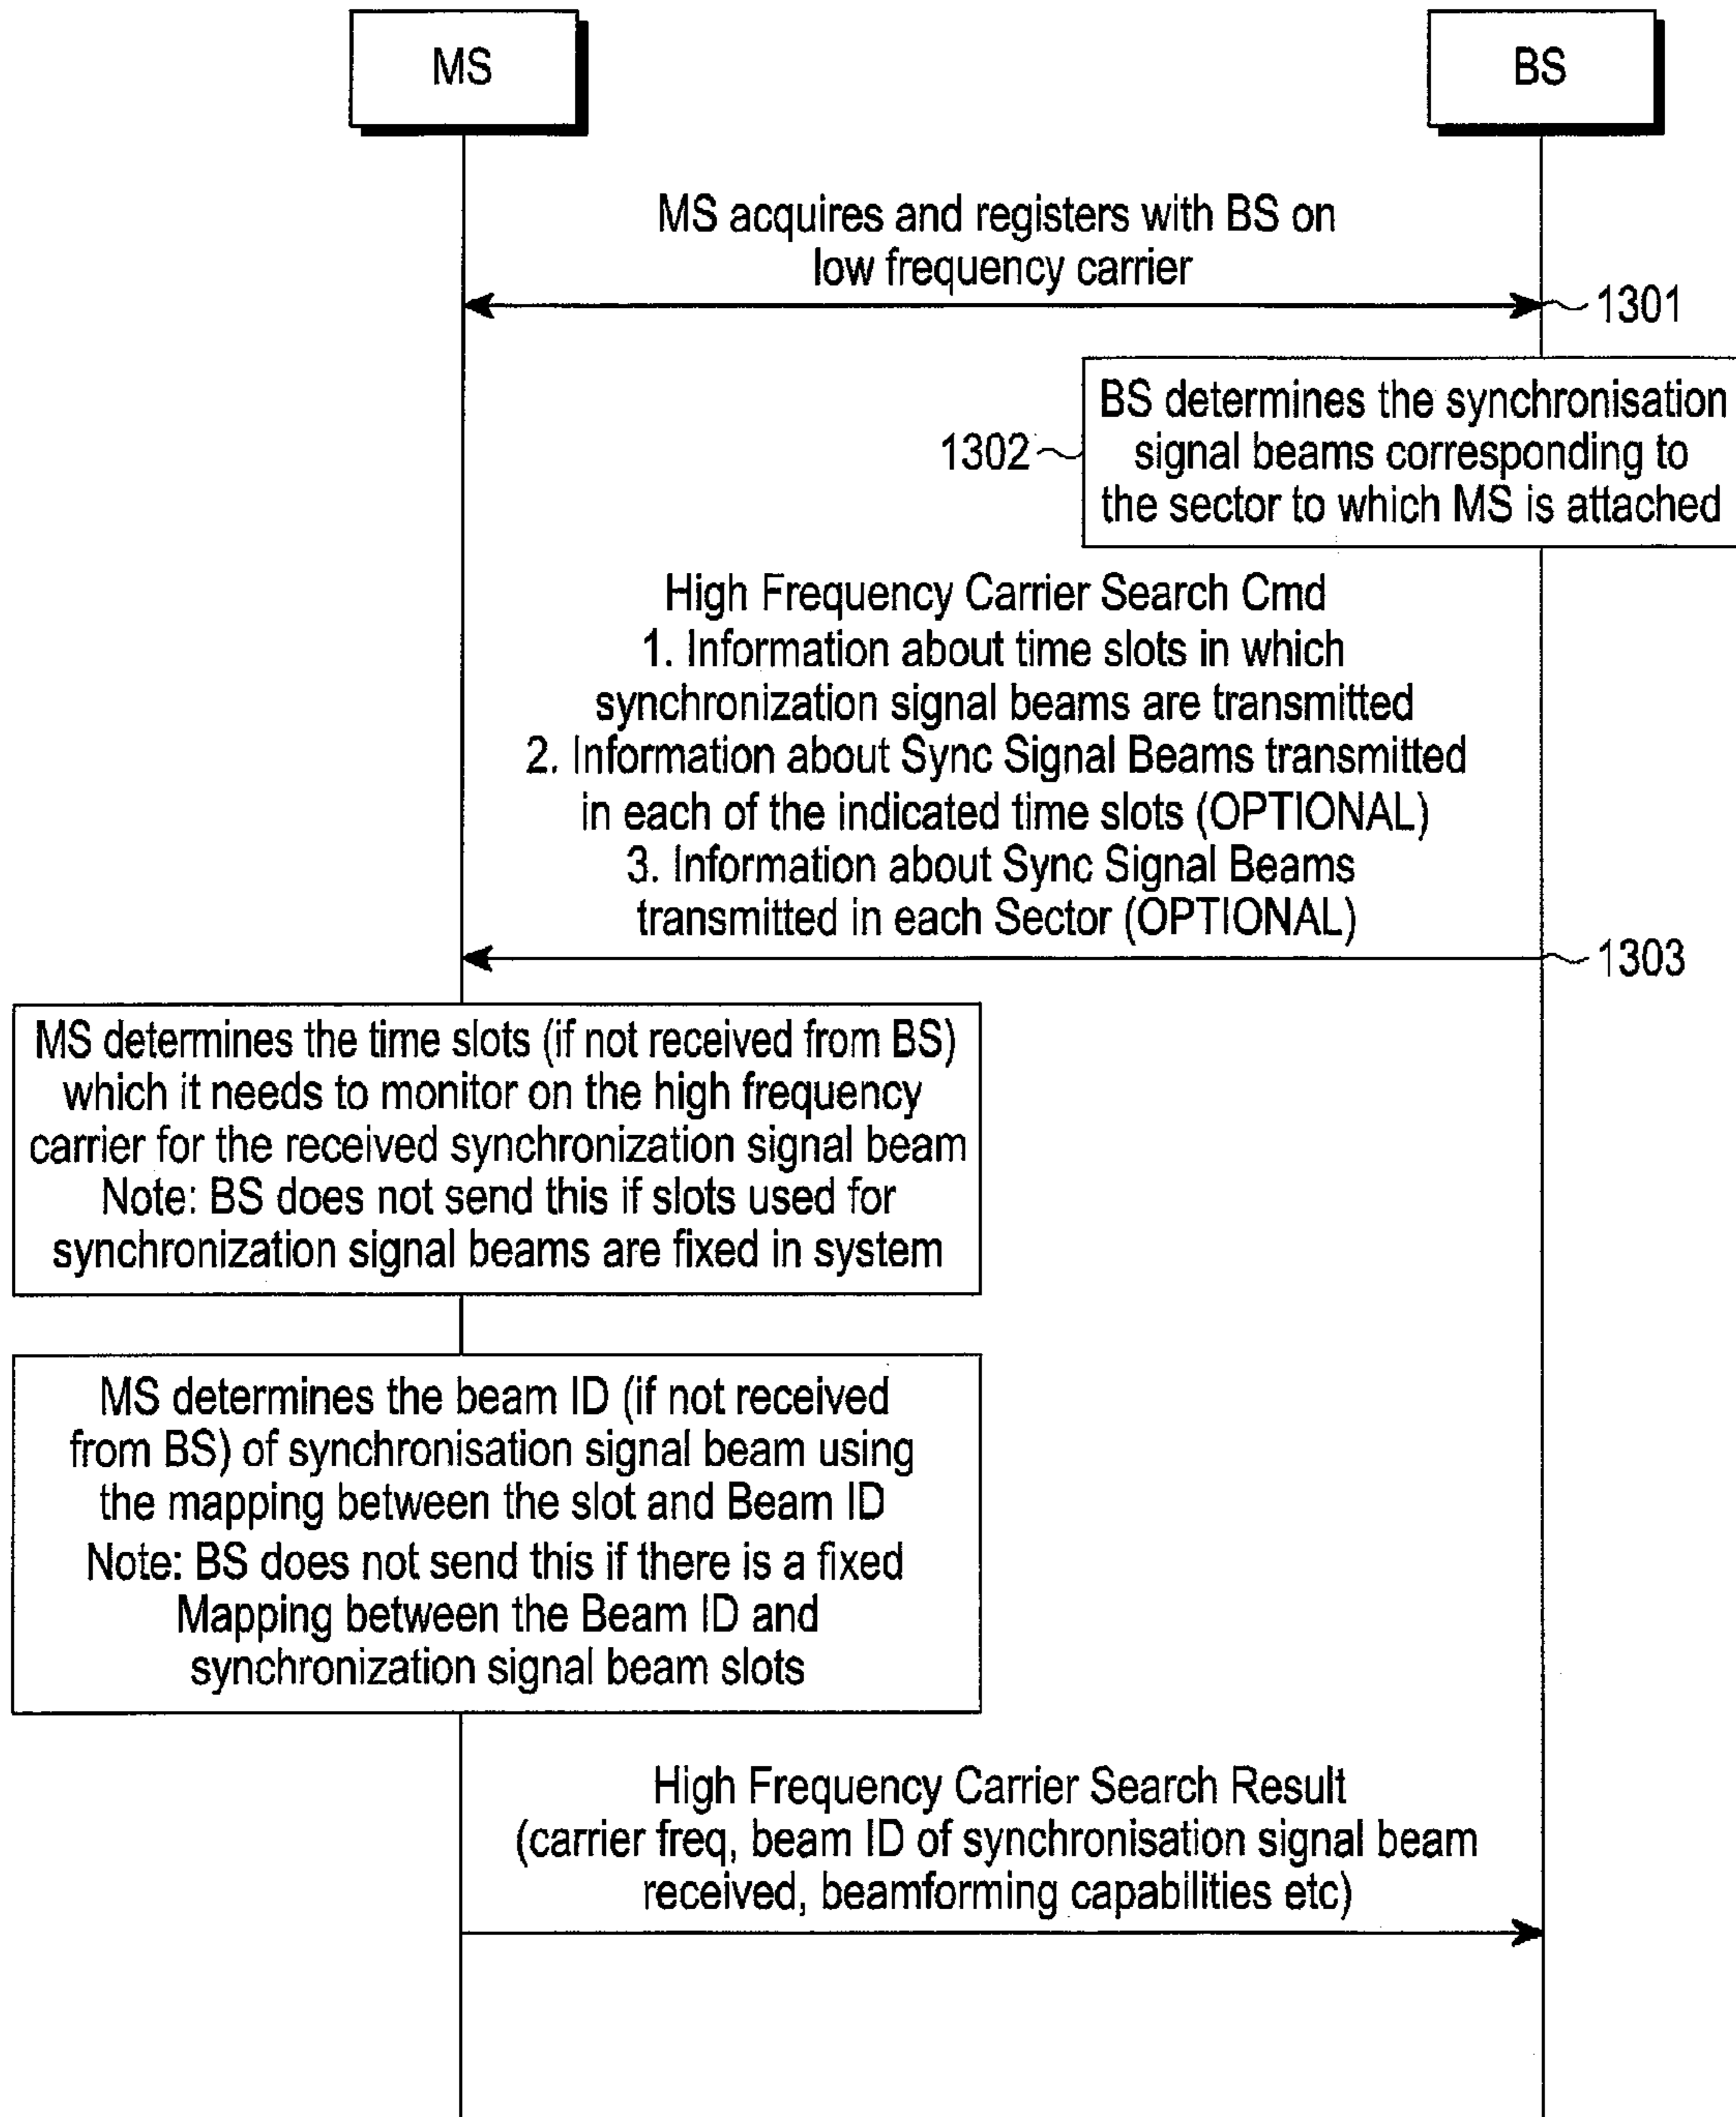 MS
BS
MS acquires and registers with BS on
low frequency carrier
1301
BS determines the synchronisation
signal beams corresponding to
the sector to which MS is attached
1302
High Frequency Carrier Search Cmd
1. Information about time slots in which
synchronization signal beams are transmitted
2. Information about Sync Signal Beams transmitted
in each of the indicated time slots (OPTIONAL)
3. Information about Sync Signal Beams
transmitted in each Sector (OPTIONAL)
1303
MS determines the time slots (if not received from BS)
which it needs to monitor on the high frequency
carrier for the received synchronization signal beam
Note: BS does not send this if slots used for
synchronization signal beams are fixed in system
MS determines the beam ID (if not received
from BS) of synchronisation signal beam using
the mapping between the slot and Beam ID
Note: BS does not send this if there is a fixed
Mapping between the Beam ID and
synchronization signal beam slots
High Frequency Carrier Search Result
(carrier freq, beam ID of synchronisation signal beam
received, beamforming capabilities etc)